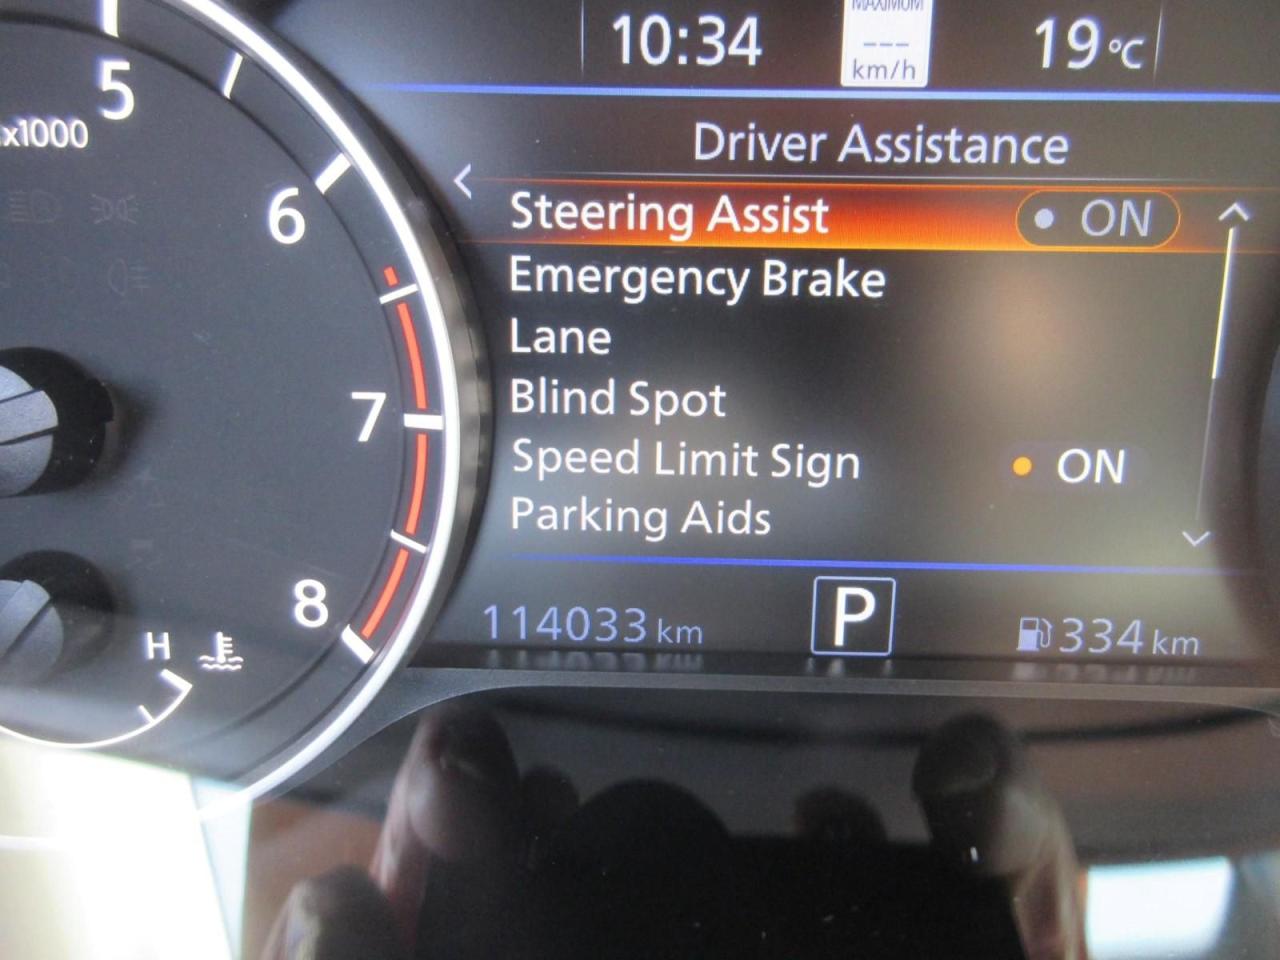 10:34
MAXIMUM
---
km/h
19 °C
5
x1000
6
7
8
H
Driver Assistance
<
Steering Assist ON
Emergency Brake
Lane
Blind Spot
Speed Limit Sign ON
Parking Aids
114033 km
P
334 km